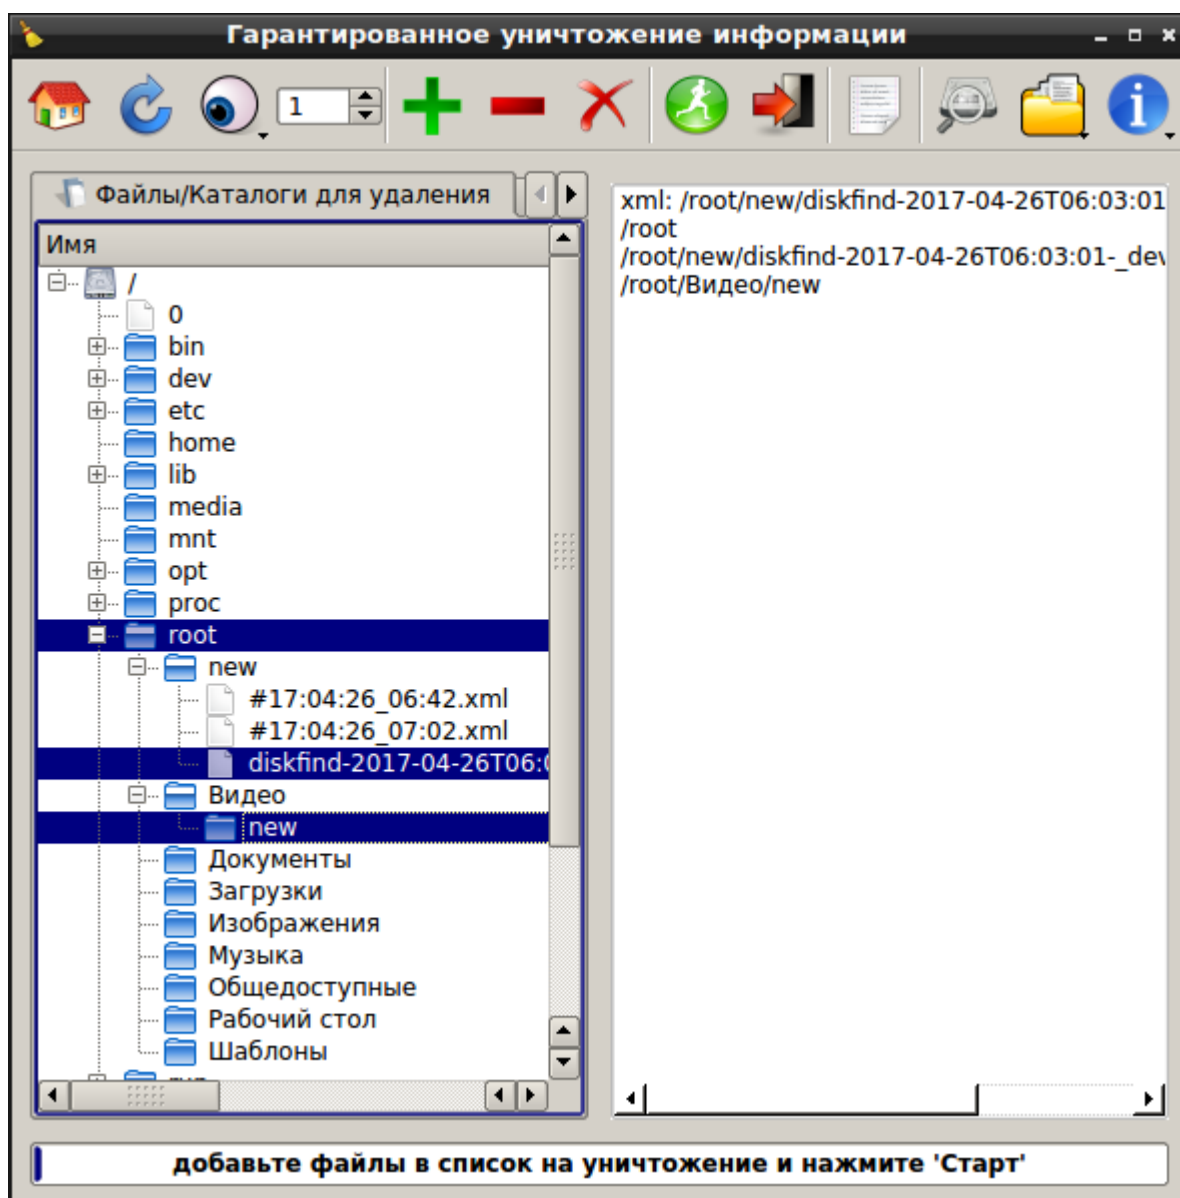 Гарантированное уничтожение информации
1
Файлы/Каталоги для удаления
Имя
/
0
bin
dev
etc
home
lib
media
mnt
opt
proc
root
new
#17:04:26_06:42.xml
#17:04:26_07:02.xml
diskfind-2017-04-26T06:0
Видео
new
Документы
Загрузки
Изображения
Музыка
Общедоступные
Рабочий стол
Шаблоны
xml: /root/new/diskfind-2017-04-26T06:03:01
/root
/root/new/diskfind-2017-04-26T06:03:01-_dev
/root/Видео/new
добавьте файлы в список на уничтожение и нажмите 'Старт'